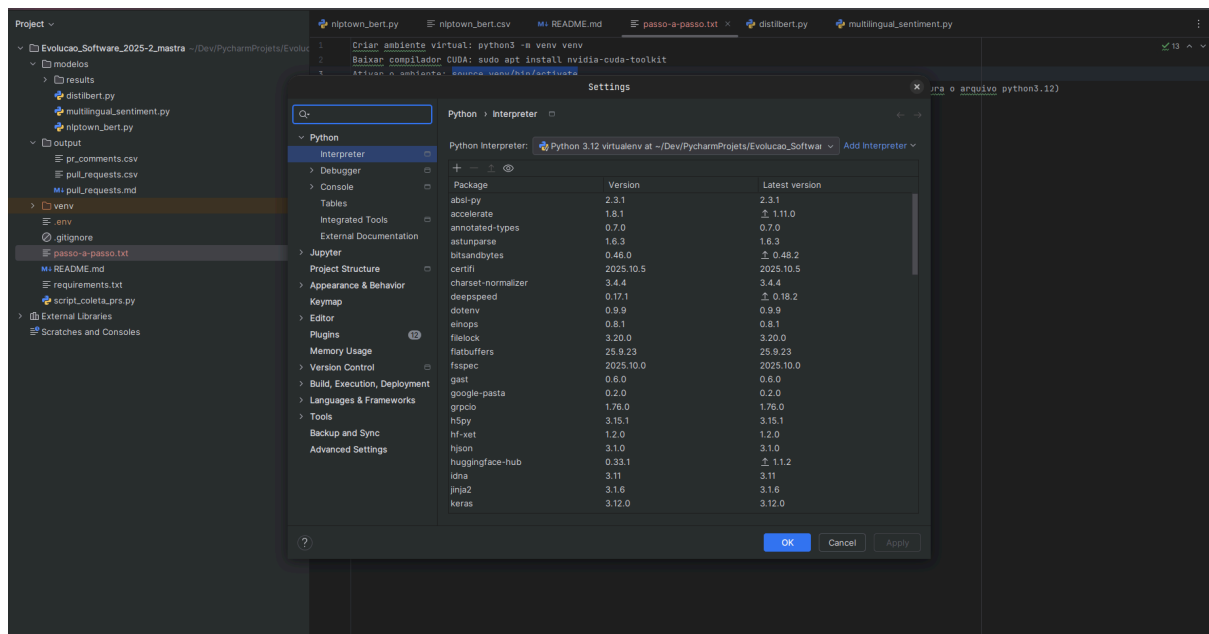 Project
nlptown_bert.py
nlptown_bert.csv
M↓ README.md
passo-a-passo.txt ×
distilbert.py
multilingual_sentiment.py
Evolucao_Software_2025-2_mastra ~/Dev/PycharmProjets/Evoluc
modelos
results
distilbert.py
multilingual_sentiment.py
nlptown_bert.py
output
pr_comments.csv
pull_requests.csv
M↓ pull_requests.md
venv
.env
.gitignore
passo-a-passo.txt
M↓ README.md
requirements.txt
script_coleta_prs.py
External Libraries
Scratches and Consoles
1 Criar ambiente virtual: python3 -m venv venv
2 Baixar compilador CUDA: sudo apt install nvidia-cuda-toolkit
3 Ativar o ambiente: source venv/bin/activate
ura o arquivo python3.12)
13
Settings
Python
Interpreter
Debugger
Console
Tables
Integrated Tools
External Documentation
Jupyter
Project Structure
Appearance & Behavior
Keymap
Editor
Plugins 12
Memory Usage
Version Control
Build, Execution, Deployment
Languages & Frameworks
Tools
Backup and Sync
Advanced Settings
?
Python › Interpreter
Python Interpreter: Python 3.12 virtualenv at ~/Dev/PycharmProjets/Evolucao_Softwar Add Interpreter
Package Version Latest version
absl-py 2.3.1 2.3.1
accelerate 1.8.1 ↑ 1.11.0
annotated-types 0.7.0 0.7.0
astunparse 1.6.3 1.6.3
bitsandbytes 0.46.0 ↑ 0.48.2
certifi 2025.10.5 2025.10.5
charset-normalizer 3.4.4 3.4.4
deepspeed 0.17.1 ↑ 0.18.2
dotenv 0.9.9 0.9.9
einops 0.8.1 0.8.1
filelock 3.20.0 3.20.0
flatbuffers 25.9.23 25.9.23
fsspec 2025.10.0 2025.10.0
gast 0.6.0 0.6.0
google-pasta 0.2.0 0.2.0
grpcio 1.76.0 1.76.0
h5py 3.15.1 3.15.1
hf-xet 1.2.0 1.2.0
hjson 3.1.0 3.1.0
huggingface-hub 0.33.1 ↑ 1.1.2
idna 3.11 3.11
jinja2 3.1.6 3.1.6
keras 3.12.0 3.12.0
OK
Cancel
Apply